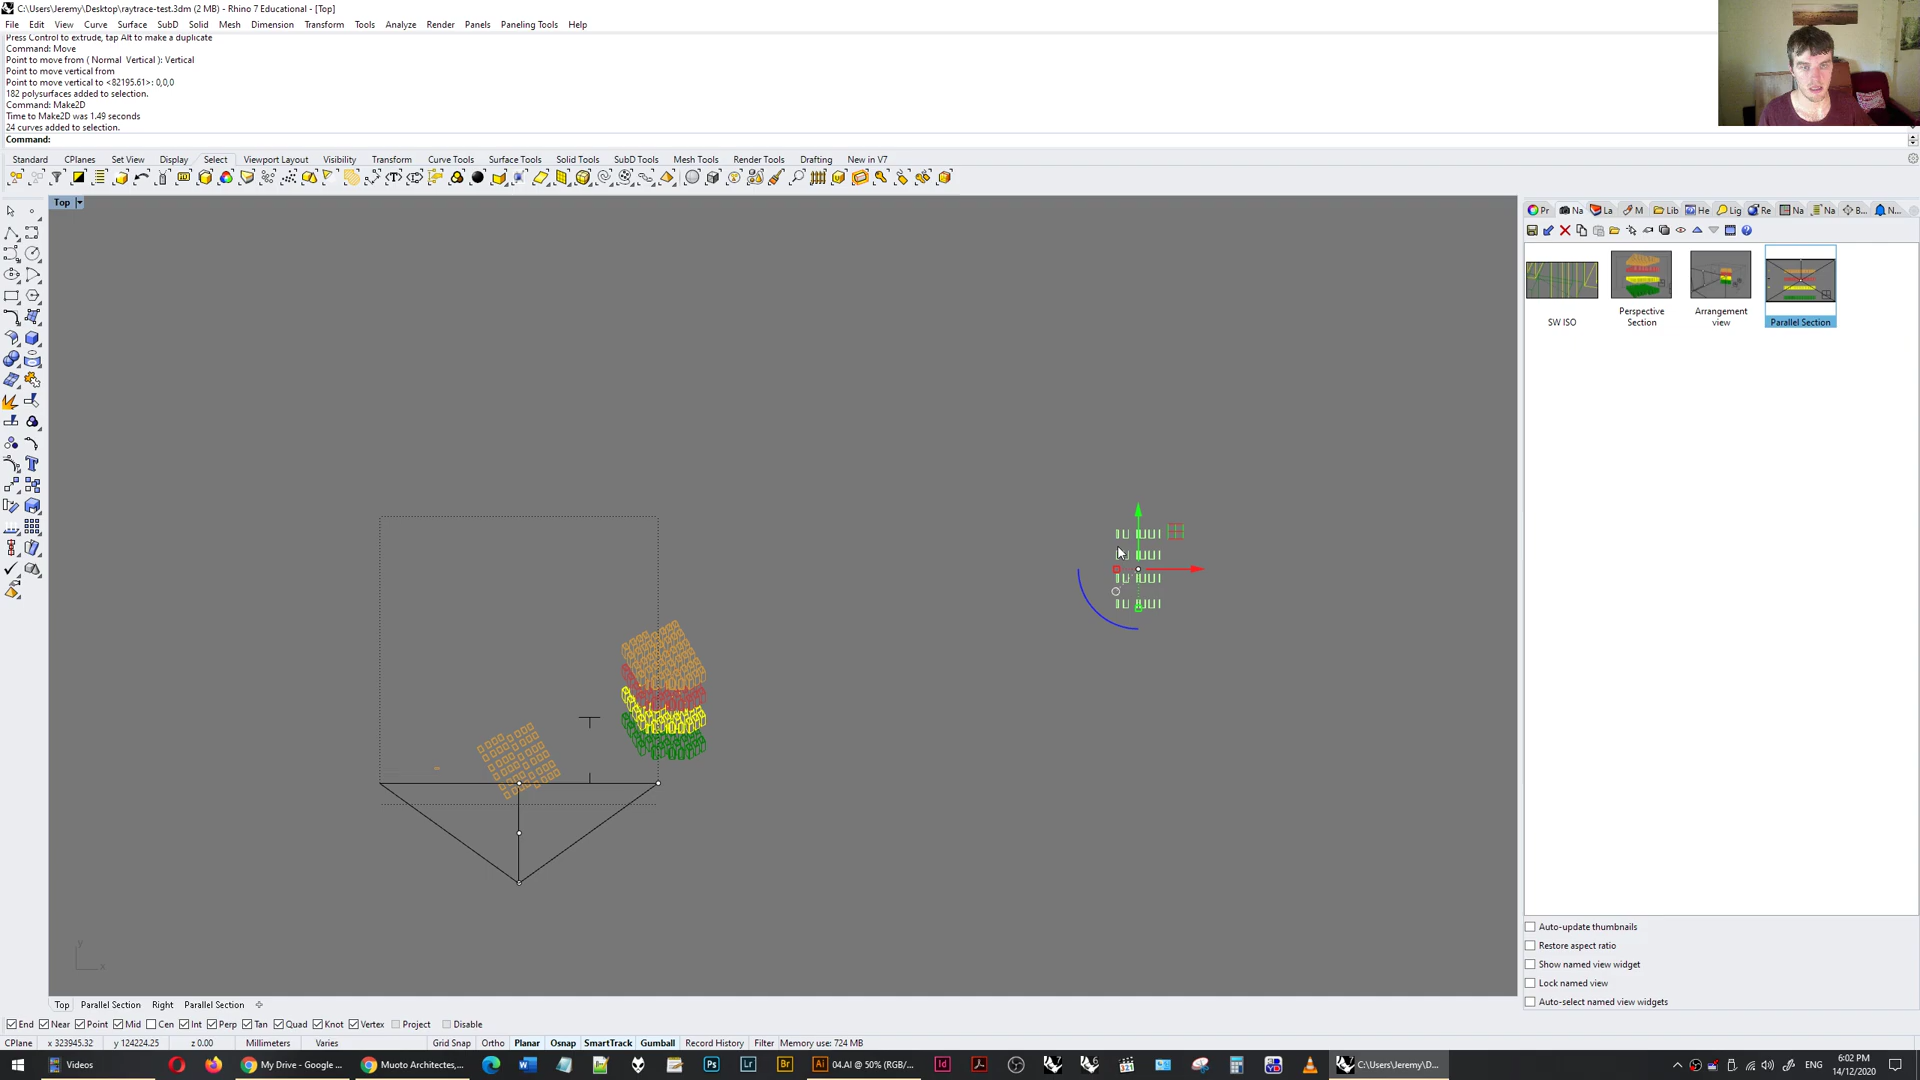 C:\Users\Jeremy\Desktop\raytrace-test.3dm (2 MB) - Rhino 7 Educational - [Top]
File Edit View Curve Surface SubD Solid Mesh Dimension Transform Tools Analyze Render Panels Paneling Tools Help
Press Control to extrude, tap Alt to make a duplicate
Command: Move
Point to move from ( Normal Vertical ): Vertical
Point to move vertical from
Point to move vertical to <82195.61>: 0,0,0
182 polysurfaces added to selection.
Command: Make2D
Time to Make2D was 1.49 seconds
24 curves added to selection.
Command:
Standard CPlanes Set View Display Select Viewport Layout Visibility Transform Curve Tools Surface Tools Solid Tools SubD Tools Mesh Tools Render Tools Drafting New in V7
Top
Pr Na La M Lib He Lig Re Na Na B... N...
SW ISO
Perspective Section
Arrangement view
Parallel Section
Auto-update thumbnails
Restore aspect ratio
Show named view widget
Lock named view
Auto-select named view widgets
y
x
Top Parallel Section Right Parallel Section
End Near Point Mid Cen Int Perp Tan Quad Knot Vertex Project Disable
CPlane x 323945.32 y 124224.25 z 0.00 Millimeters Varies Grid Snap Ortho Planar Osnap SmartTrack Gumball Record History Filter Memory use: 724 MB
Videos My Drive - Google ... Muoto Architectes,... 04.AI @ 50% (RGB/... C:\Users\Jeremy\D...
ENG
6:02 PM
14/12/2020